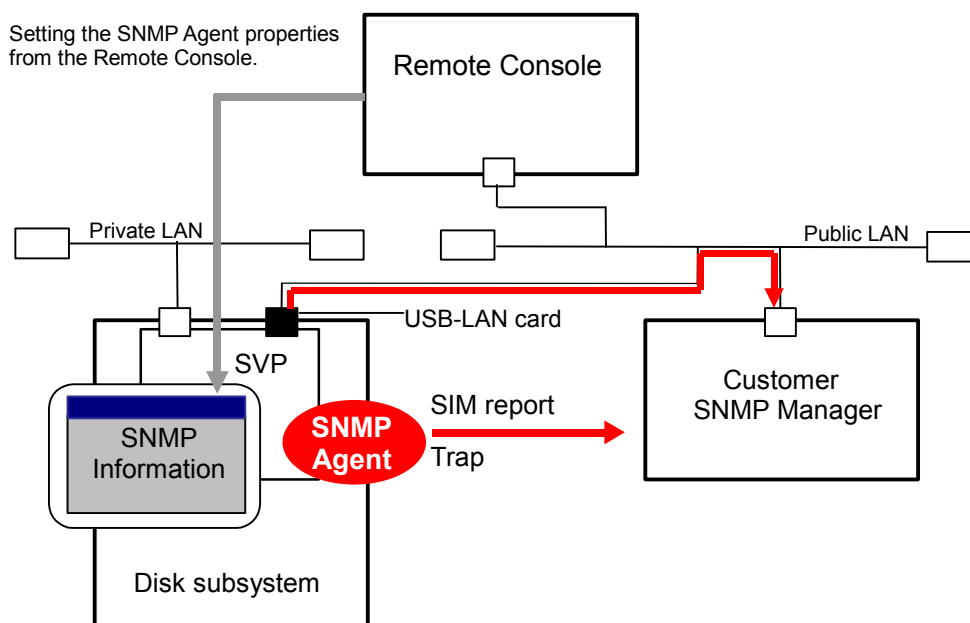 Setting the SNMP Agent properties
from the Remote Console.
Remote Console
Private LAN
Public LAN
USB-LAN card
SVP
SNMP
Information
SNMP
Agent
SIM report
Trap
Customer
SNMP Manager
Disk subsystem